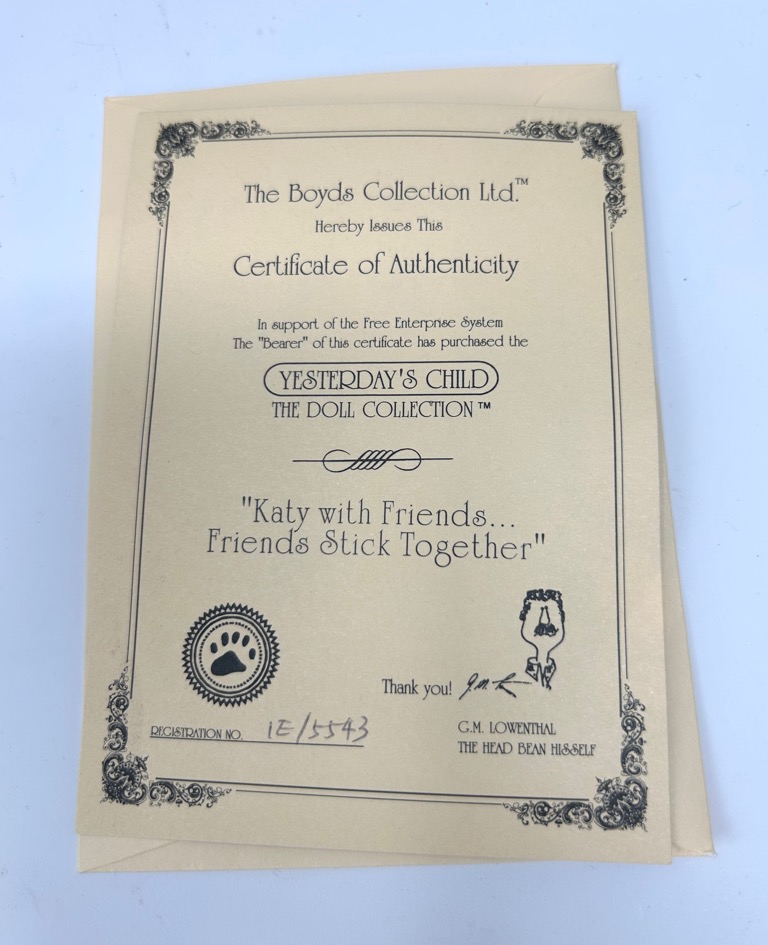 The Boyds Collection Ltd.™
Hereby Issues This
Certificate of Authenticity
In support of the Free Enterprise System
The "Bearer" of this certificate has purchased the
YESTERDAY'S CHILD
THE DOLL COLLECTION™
"Katy with Friends...
Friends Stick Together"
Thank you!
REGISTRATION NO. 1E/5543
G.M. LOWENTHAL
THE HEAD BEAN HISSELF